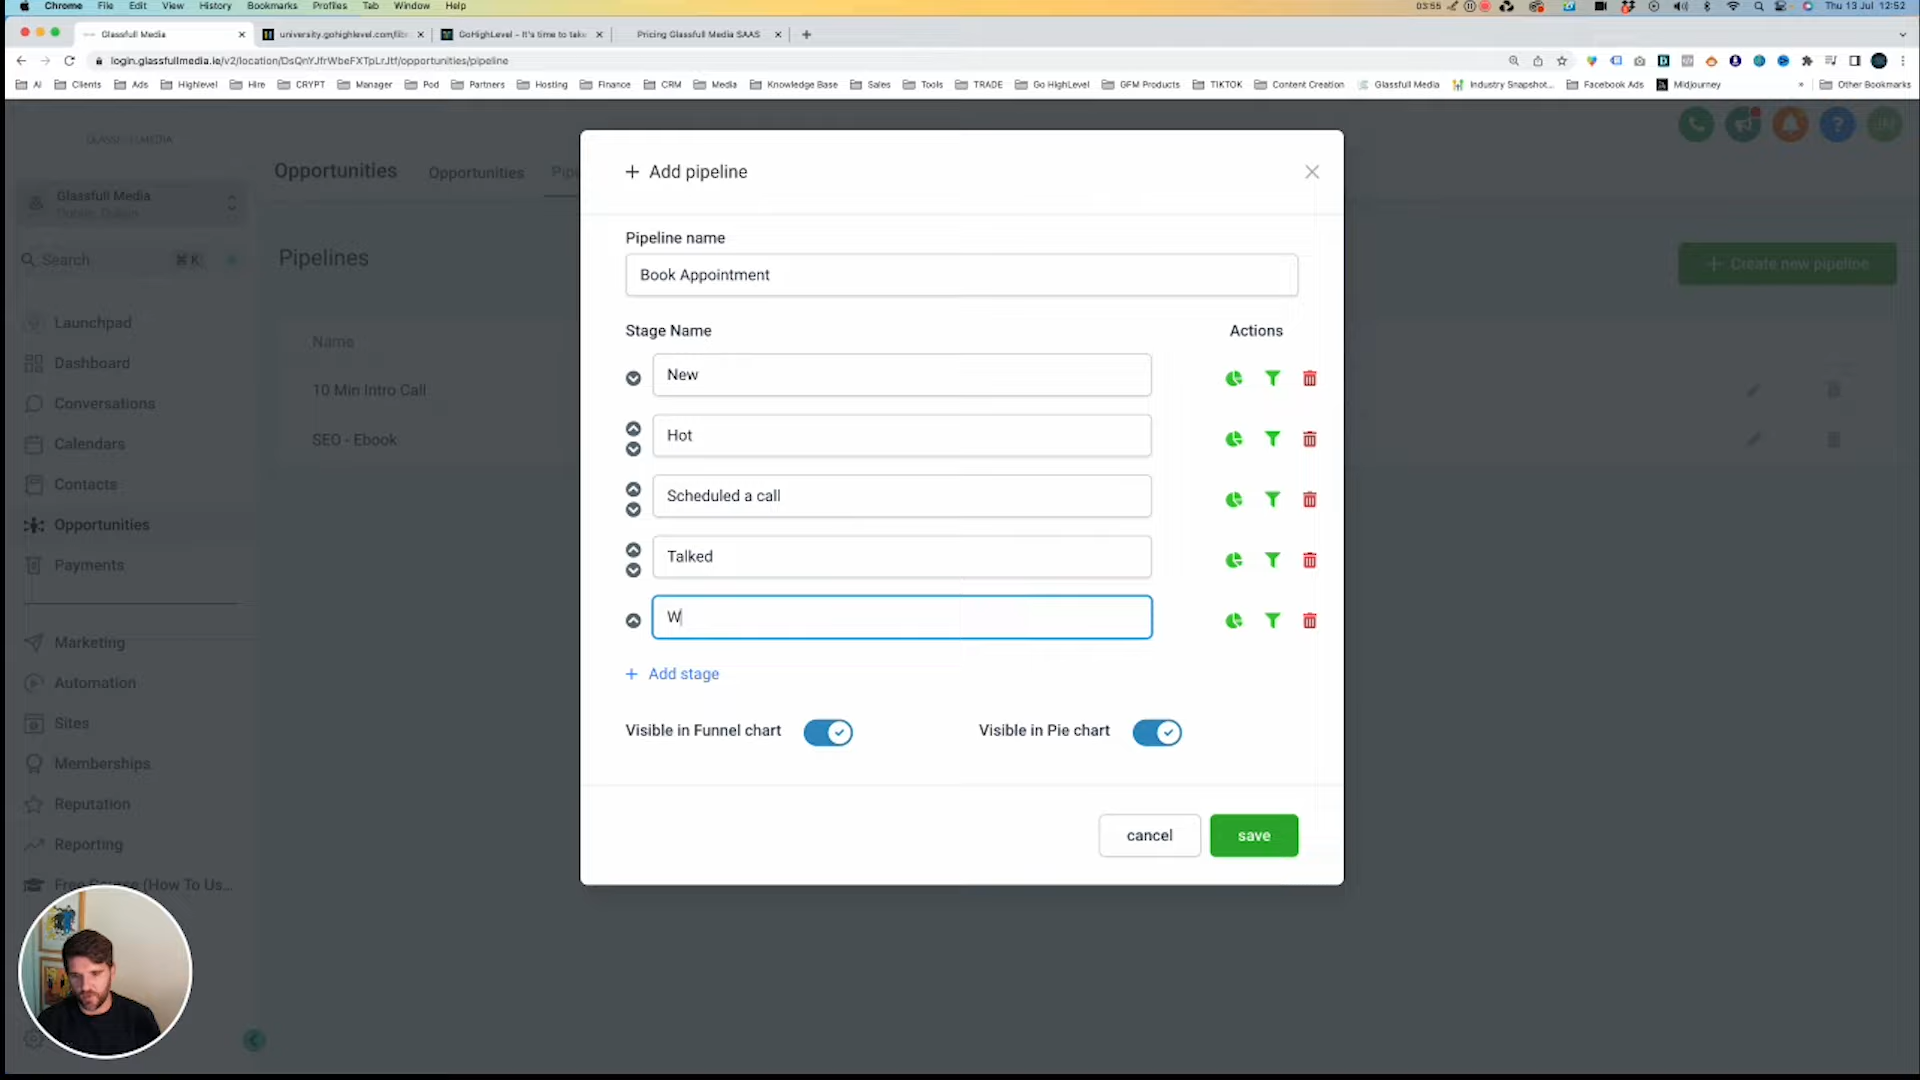 Chrome File Edit View History Bookmarks Profiles Tab Window Help 03:55 Thu 13 Jul 12:52
Glassfull Media university.gohighlevel.com/libr GoHighLevel - It's time to take Pricing Glassfull Media SAAS
login.glassfullmedia.ie/v2/location/DsQnYJfrWbeFXTpLrJtf/opportunities/pipeline
AI Clients Ads Highlevel Hire CRYPT Manager Pod Partners Hosting Finance CRM Media Knowledge Base Sales Tools TRADE Go HighLevel GFM Products TIKTOK Content Creation Glassfull Media Industry Snapshot... Facebook Ads Midjourney » Other Bookmarks
GLASSFULL MEDIA
Glassfull Media
Dublin, Dublin
Search ⌘ K
Launchpad
Dashboard
Conversations
Calendars
Contacts
Opportunities
Payments
Marketing
Automation
Sites
Memberships
Reputation
Reporting
Free Course (How To Us...
Opportunities Opportunities
Pipelines
+ Create new pipeline
Name
10 Min Intro Call
SEO - Ebook
JM
+ Add pipeline
Pipeline name
Book Appointment
Stage Name Actions
New
Hot
Scheduled a call
Talked
W
+ Add stage
Visible in Funnel chart Visible in Pie chart
cancel save